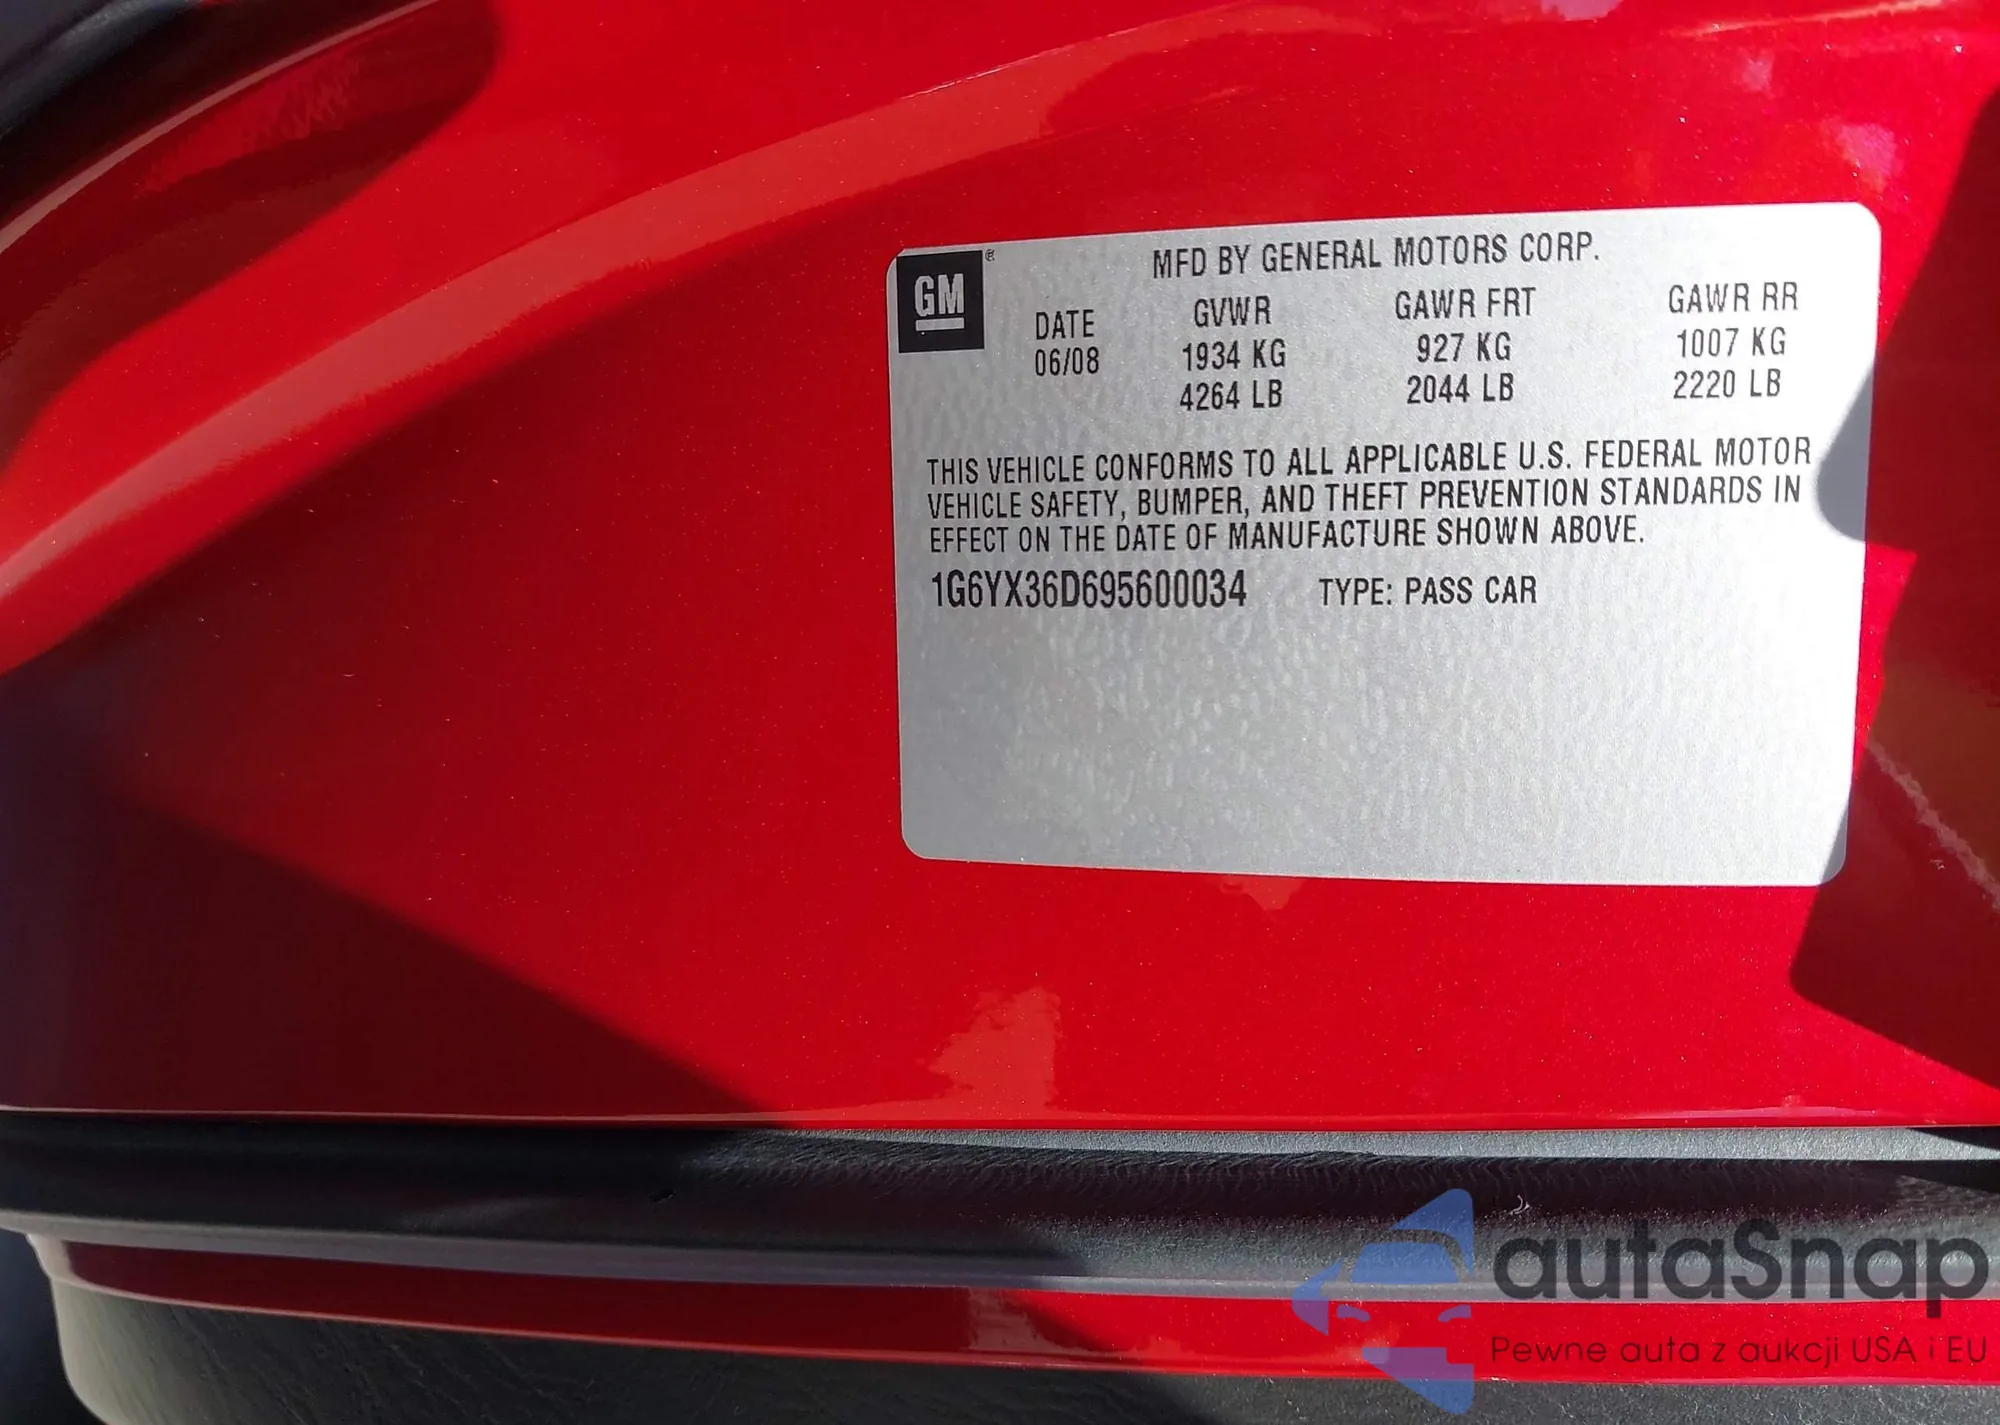 GM ®
MFD BY GENERAL MOTORS CORP.
DATE GVWR GAWR FRT GAWR RR
06/08 1934 KG 927 KG 1007 KG
4264 LB 2044 LB 2220 LB
THIS VEHICLE CONFORMS TO ALL APPLICABLE U.S. FEDERAL MOTOR
VEHICLE SAFETY, BUMPER, AND THEFT PREVENTION STANDARDS IN
EFFECT ON THE DATE OF MANUFACTURE SHOWN ABOVE.
1G6YX36D695600034 TYPE: PASS CAR
autaSnap
Pewne auta z aukcji USA i EU